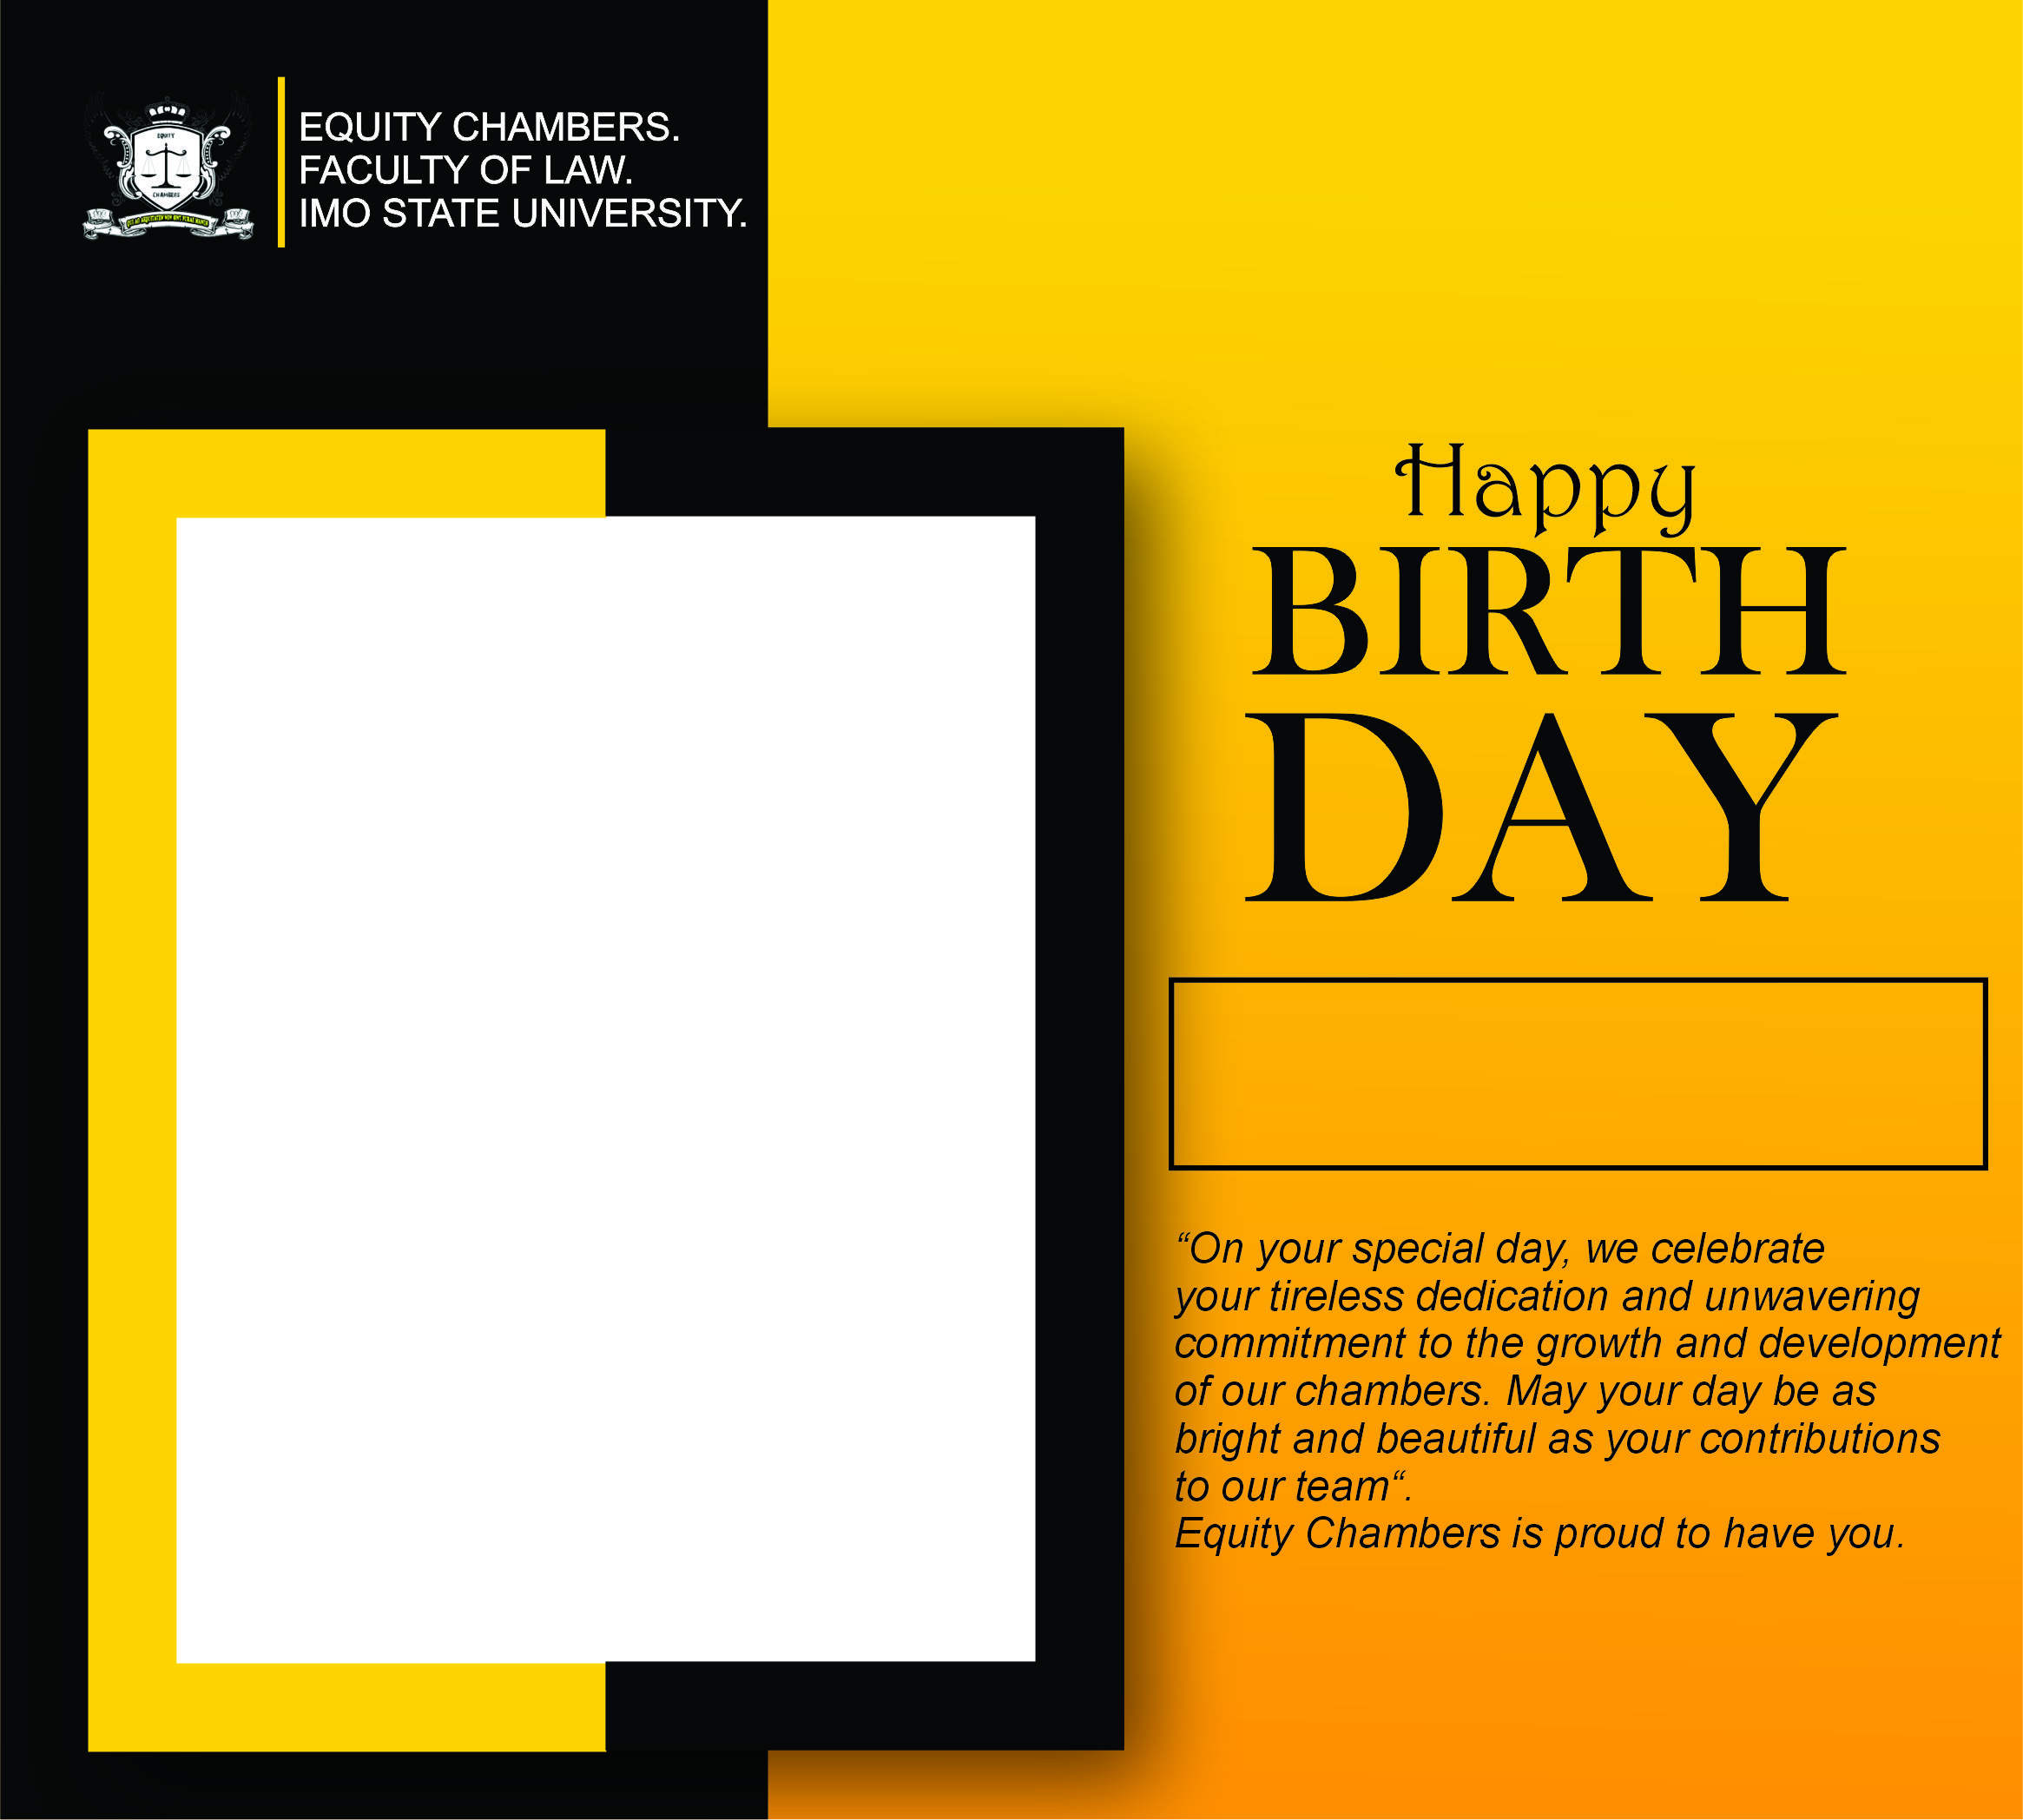 EQUITY
CHAMBERS
EQUITY CHAMBERS.
FACULTY OF LAW.
IMO STATE UNIVERSITY.
Happy
BIRTH
DAY
“On your special day, we celebrate
your tireless dedication and unwavering
commitment to the growth and development
of our chambers. May your day be as
bright and beautiful as your contributions
to our team“.
Equity Chambers is proud to have you.